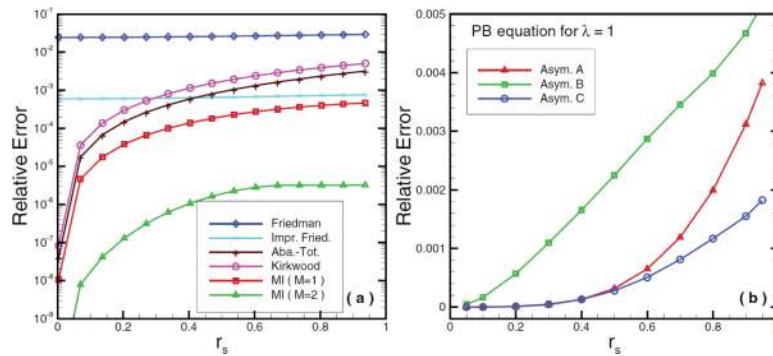 10⁻¹
10⁻²
10⁻³
10⁻⁴
10⁻⁵
10⁻⁶
10⁻⁷
10⁻⁸
10⁻⁹
Relative Error
Friedman
Impr. Fried.
Aba.-Tot.
Kirkwood
MI ( M=1 )
MI ( M=2 )
( a )
0 0.2 0.4 0.6 0.8 1
r_s
0.005
0.004
0.003
0.002
0.001
0
Relative Error
PB equation for λ = 1
Asym. A
Asym. B
Asym. C
( b )
0 0.2 0.4 0.6 0.8
r_s